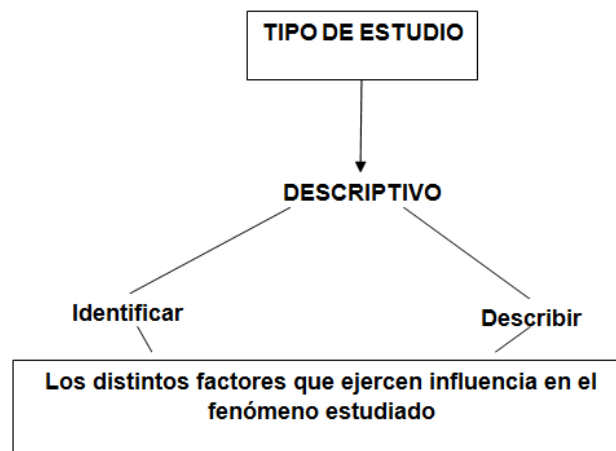 TIPO DE ESTUDIO
DESCRIPTIVO
Identificar
Describir
Los distintos factores que ejercen influencia en el
fenómeno estudiado